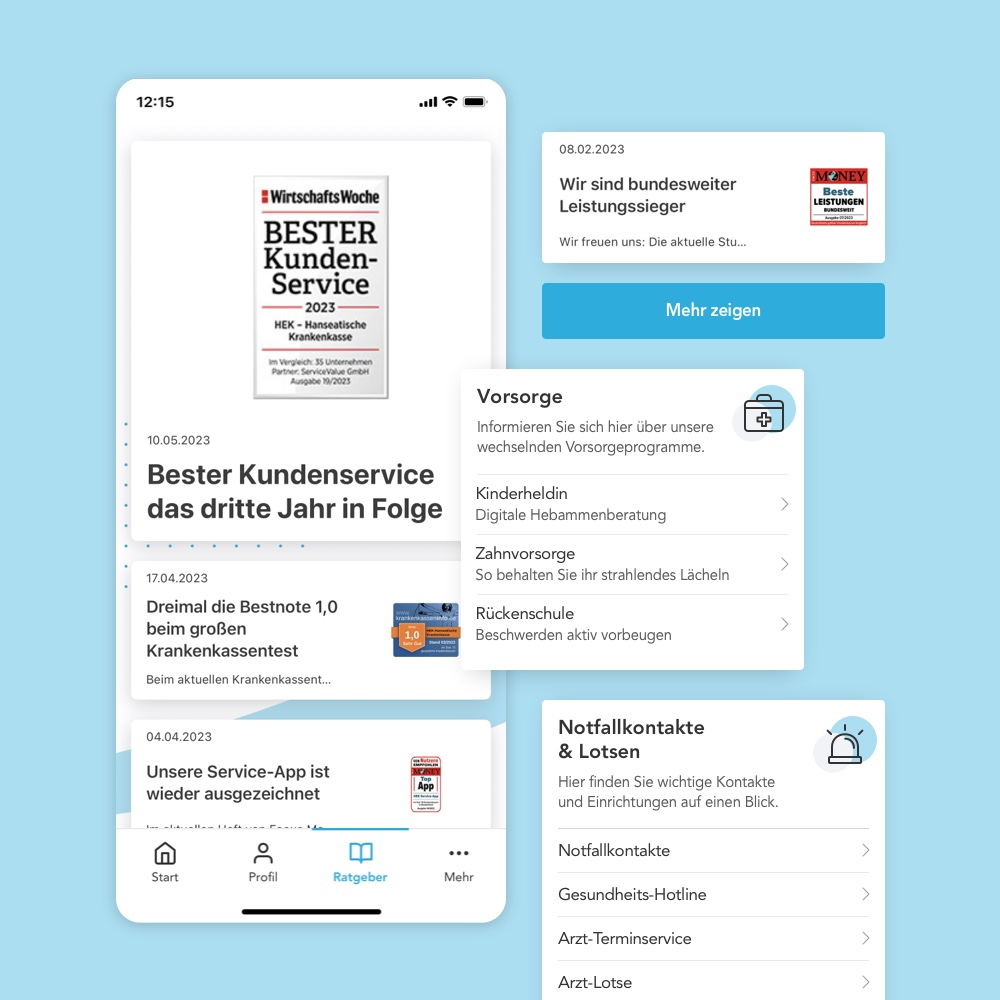 12:15
WirtschaftsWoche
BESTER
Kunden-
Service
2023
HEK – Hanseatische
Krankenkasse
Im Vergleich: 35 Unternehmen
Partner: ServiceValue GmbH
Ausgabe 19/2023
10.05.2023
Bester Kundenservice
das dritte Jahr in Folge
17.04.2023
Dreimal die Bestnote 1,0
beim großen
Krankenkassentest
Beim aktuellen Krankenkassent...
www.
krankenkasseninfo.de
1,0
04.04.2023
Unsere Service-App ist
wieder ausgezeichnet
MONEY
Top
App
Im aktuellen Heft von Focus Mo
Start
Profil
Ratgeber
Mehr
08.02.2023
Wir sind bundesweiter
Leistungssieger
Wir freuen uns: Die aktuelle Stu...
MONEY
Beste
LEISTUNGEN
BUNDESWEIT
Mehr zeigen
Vorsorge
Informieren Sie sich hier über unsere
wechselnden Vorsorgeprogramme.
Kinderheldin
Digitale Hebammenberatung
Zahnvorsorge
So behalten Sie ihr strahlendes Lächeln
Rückenschule
Beschwerden aktiv vorbeugen
Notfallkontakte
& Lotsen
Hier finden Sie wichtige Kontakte
und Einrichtungen auf einen Blick.
Notfallkontakte
Gesundheits-Hotline
Arzt-Terminservice
Arzt-Lotse